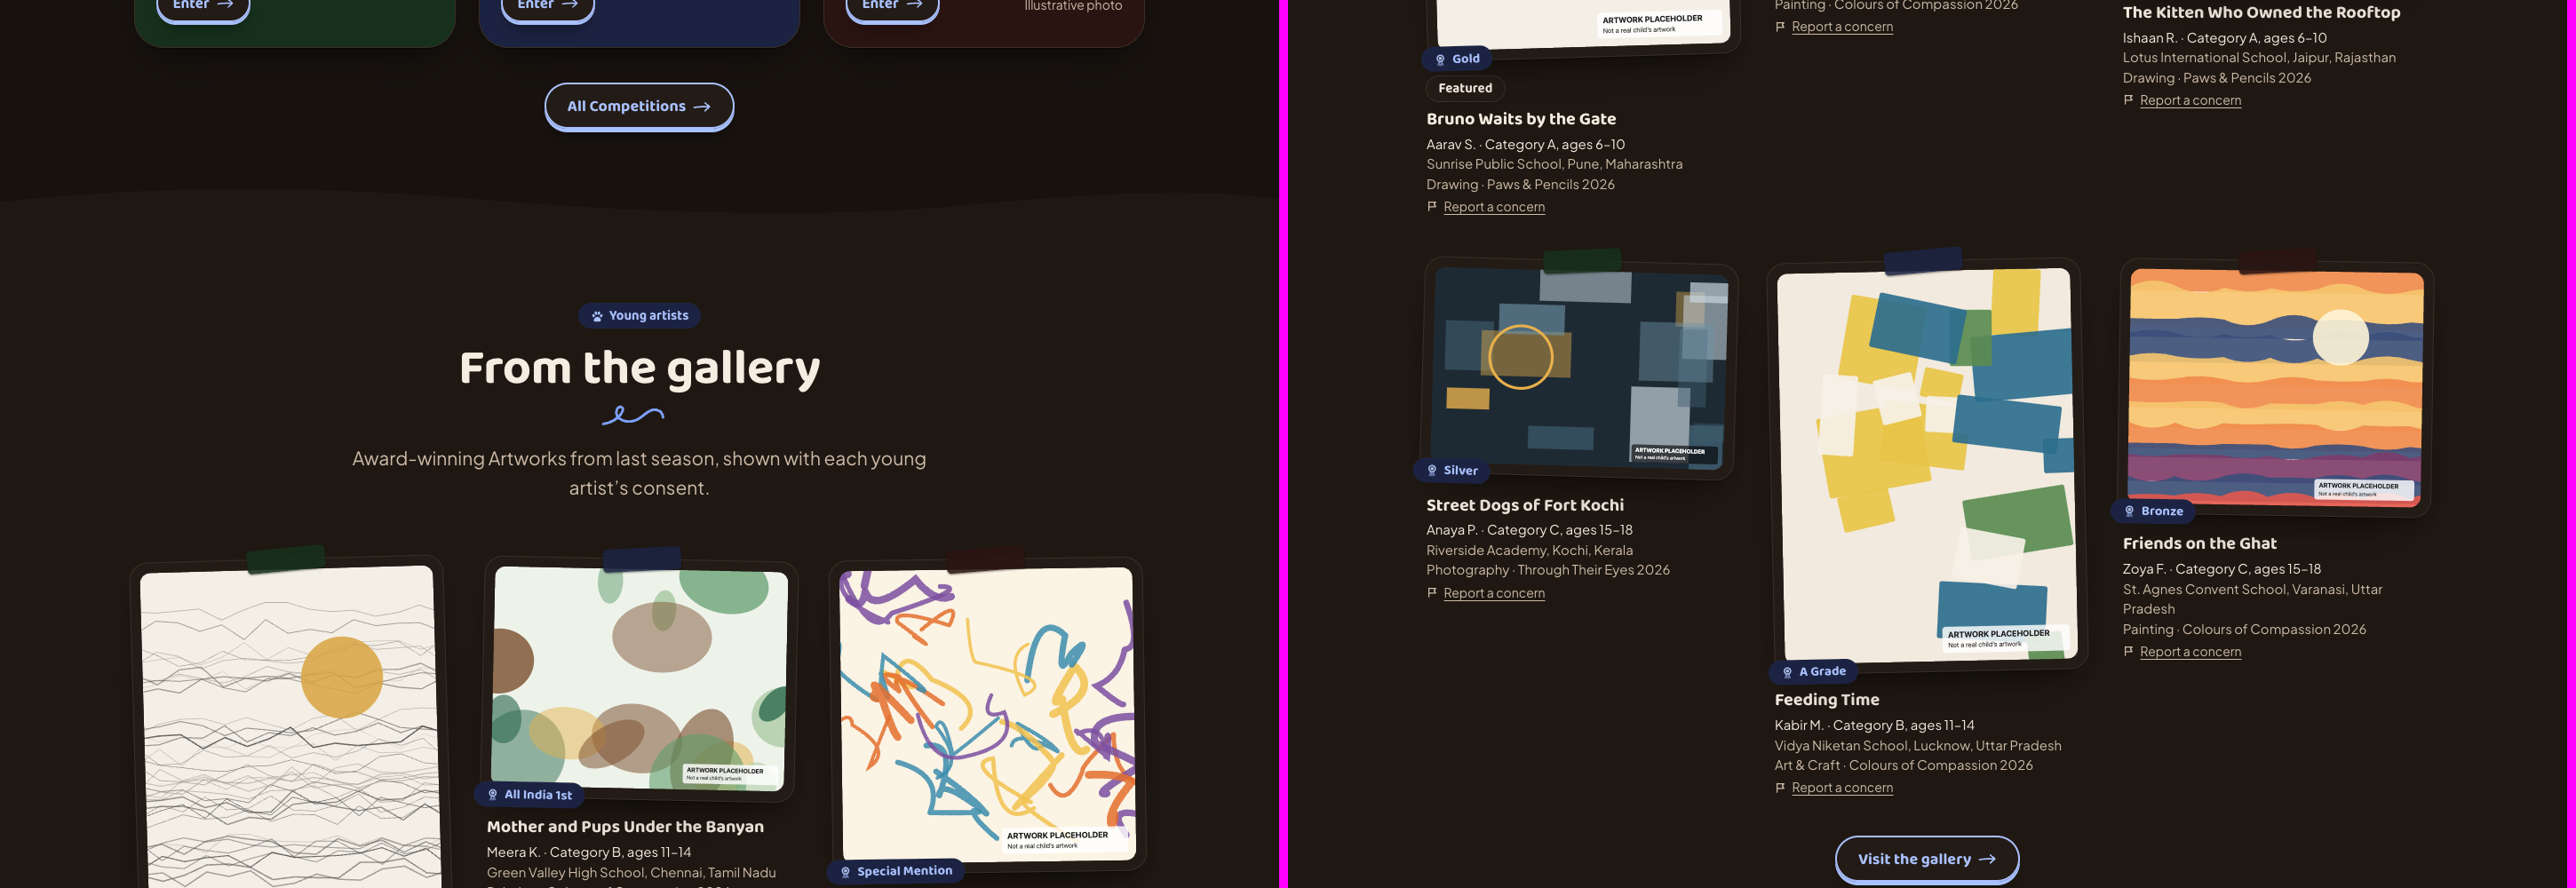 Enter →
Enter →
Enter →
Illustrative photo
All Competitions →
Young artists
From the gallery
Award-winning Artworks from last season, shown with each young
artist's consent.
ARTWORK PLACEHOLDER
Not a real child's artwork
All India 1st
Mother and Pups Under the Banyan
Meera K. · Category B, ages 11–14
Green Valley High School, Chennai, Tamil Nadu
ARTWORK PLACEHOLDER
Not a real child's artwork
Special Mention
ARTWORK PLACEHOLDER
Not a real child's artwork
Gold
Featured
Bruno Waits by the Gate
Aarav S. · Category A, ages 6–10
Sunrise Public School, Pune, Maharashtra
Drawing · Paws & Pencils 2026
Report a concern
Painting · Colours of Compassion 2026
Report a concern
The Kitten Who Owned the Rooftop
Ishaan R. · Category A, ages 6–10
Lotus International School, Jaipur, Rajasthan
Drawing · Paws & Pencils 2026
Report a concern
ARTWORK PLACEHOLDER
Not a real child's artwork
Silver
Street Dogs of Fort Kochi
Anaya P. · Category C, ages 15–18
Riverside Academy, Kochi, Kerala
Photography · Through Their Eyes 2026
Report a concern
ARTWORK PLACEHOLDER
Not a real child's artwork
A Grade
Feeding Time
Kabir M. · Category B, ages 11–14
Vidya Niketan School, Lucknow, Uttar Pradesh
Art & Craft · Colours of Compassion 2026
Report a concern
ARTWORK PLACEHOLDER
Not a real child's artwork
Bronze
Friends on the Ghat
Zoya F. · Category C, ages 15–18
St. Agnes Convent School, Varanasi, Uttar
Pradesh
Painting · Colours of Compassion 2026
Report a concern
Visit the gallery →